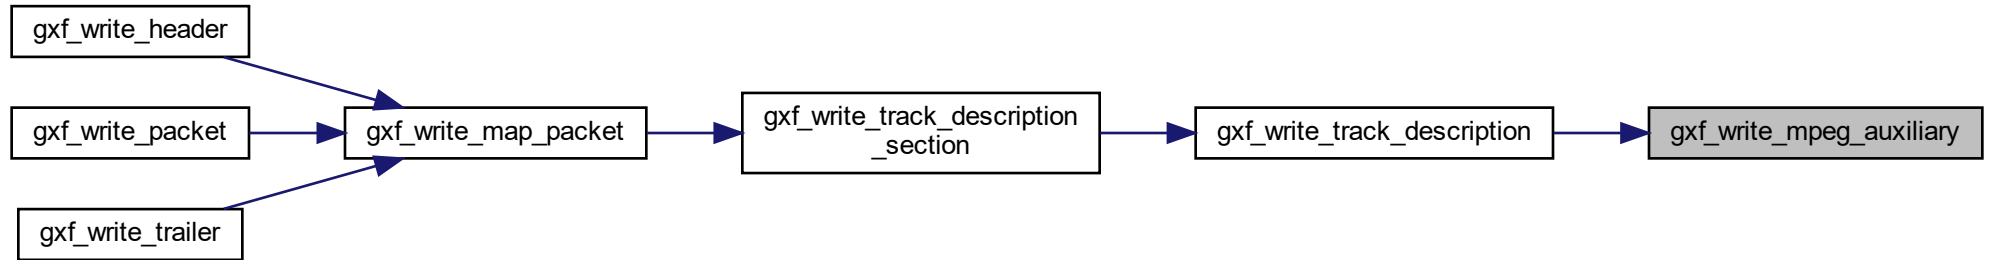 gxf_write_header
gxf_write_packet
gxf_write_trailer
gxf_write_map_packet
gxf_write_track_description
_section
gxf_write_track_description
gxf_write_mpeg_auxiliary